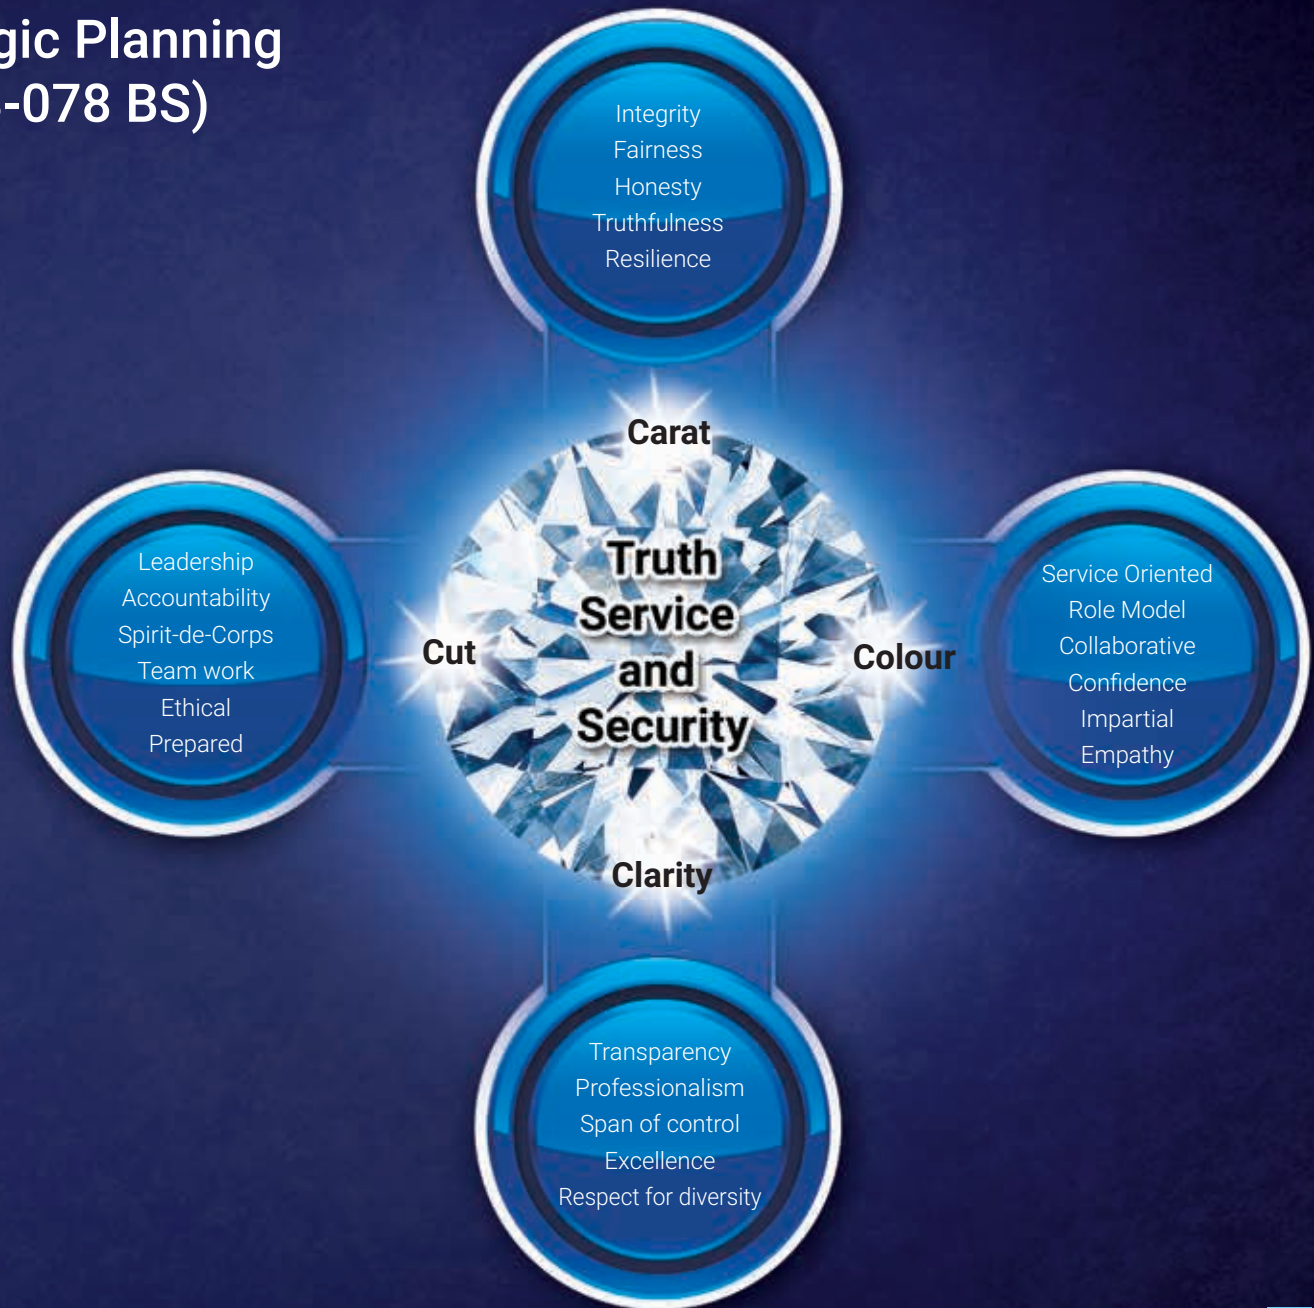 gic Planning
-078 BS)
Integrity
Fairness
Honesty
Truthfulness
Resilience
Carat
Leadership
Accountability
Spirit-de-Corps
Team work
Ethical
Prepared
Cut
Truth
Service
and
Security
Colour
Service Oriented
Role Model
Collaborative
Confidence
Impartial
Empathy
Clarity
Transparency
Professionalism
Span of control
Excellence
Respect for diversity